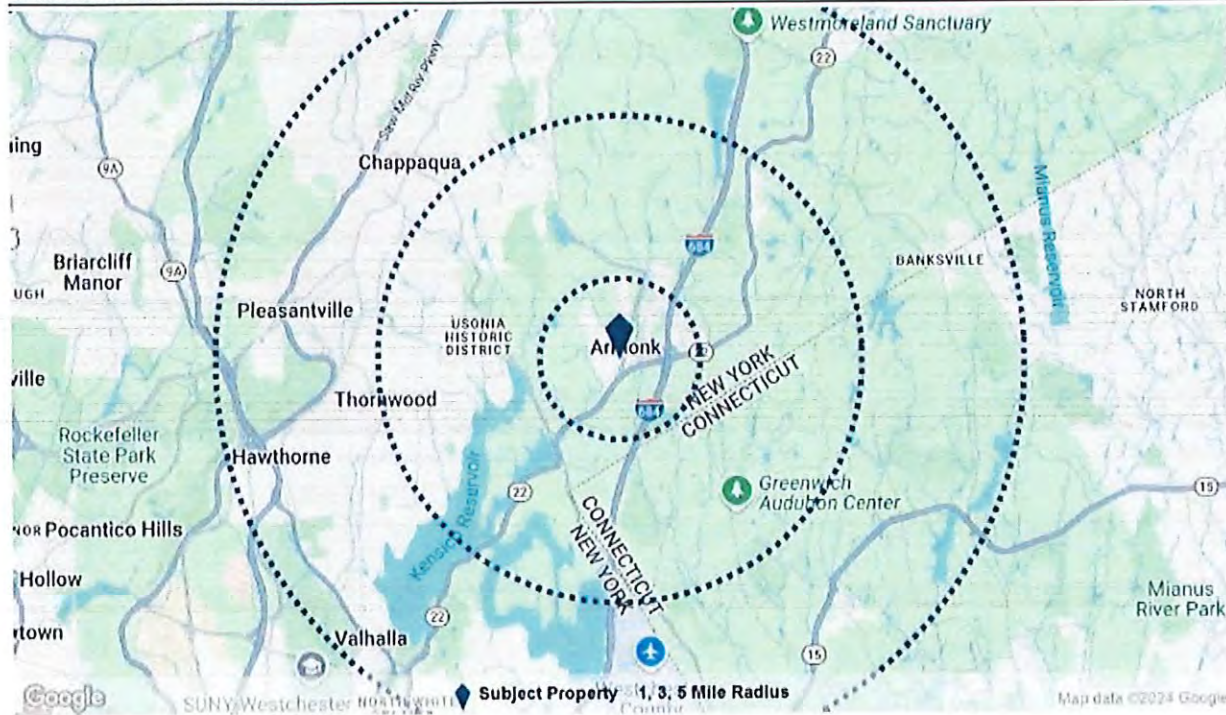 Westmoreland Sanctuary
22
Saw Mill Riv Pkwy
Chappaqua
ning
9A
684
Mianus Reservoir
Briarcliff
Manor
9A
BANKSVILLE
UGH
NORTH
STAMFORD
Pleasantville
USONIA
HISTORIC
DISTRICT
Armonk
22
NEW YORK
CONNECTICUT
ville
Thornwood
684
Rockefeller
State Park
Preserve
Hawthorne
Kensico Reservoir
22
Greenwich
Audubon Center
15
NOR
Pocantico Hills
CONNECTICUT
NEW YORK
Hollow
22
Mianus
River Park
rtown
Valhalla
15
Google
SUNY Westchester
Subject Property 1, 3, 5 Mile Radius
County
Map data ©2024 Google